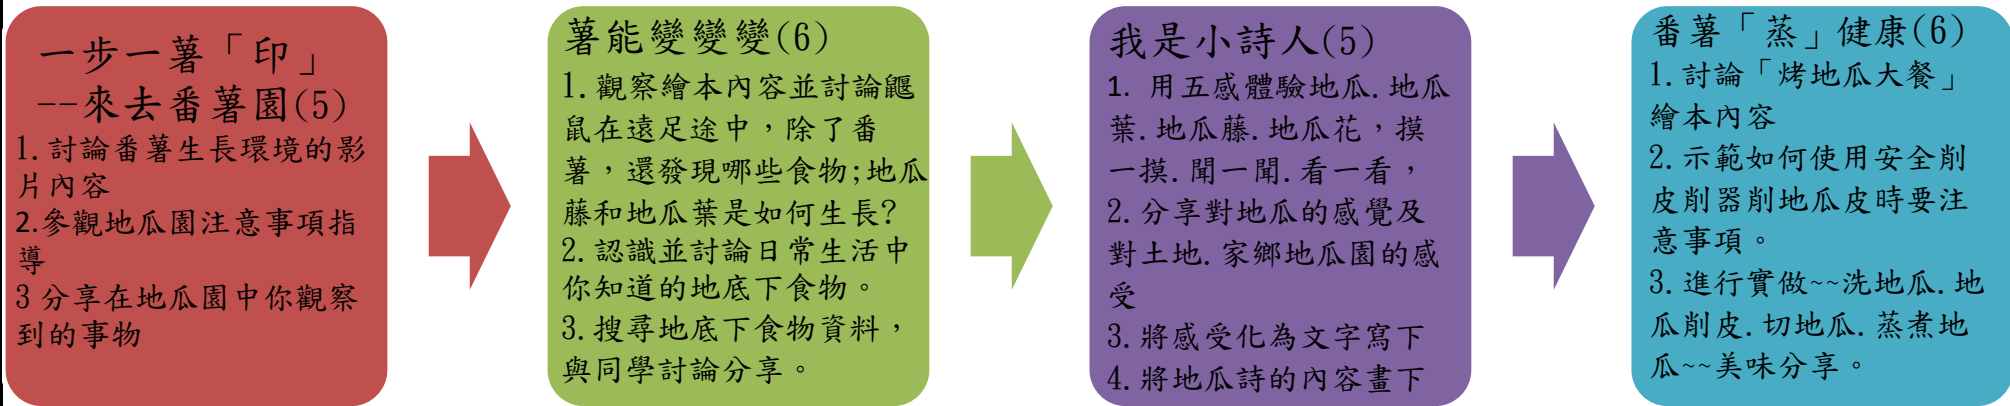 一步一薯「印」
--來去番薯園(5)
1.討論番薯生長環境的影
片內容
2.參觀地瓜園注意事項指
導
3 分享在地瓜園中你觀察
到的事物
薯能變變變(6)
1.觀察繪本內容並討論鼴
鼠在遠足途中，除了番
薯，還發現哪些食物;地瓜
藤和地瓜葉是如何生長?
2.認識並討論日常生活中
你知道的地底下食物。
3.搜尋地底下食物資料，
與同學討論分享。
我是小詩人(5)
1. 用五感體驗地瓜.地瓜
葉.地瓜藤.地瓜花，摸
一摸.聞一聞.看一看，
2.分享對地瓜的感覺及
對土地.家鄉地瓜園的感
受
3.將感受化為文字寫下
4.將地瓜詩的內容畫下
番薯「蒸」健康(6)
1.討論「烤地瓜大餐」
繪本內容
2.示範如何使用安全削
皮削器削地瓜皮時要注
意事項。
3.進行實做~~洗地瓜.地
瓜削皮.切地瓜.蒸煮地
瓜~~美味分享。